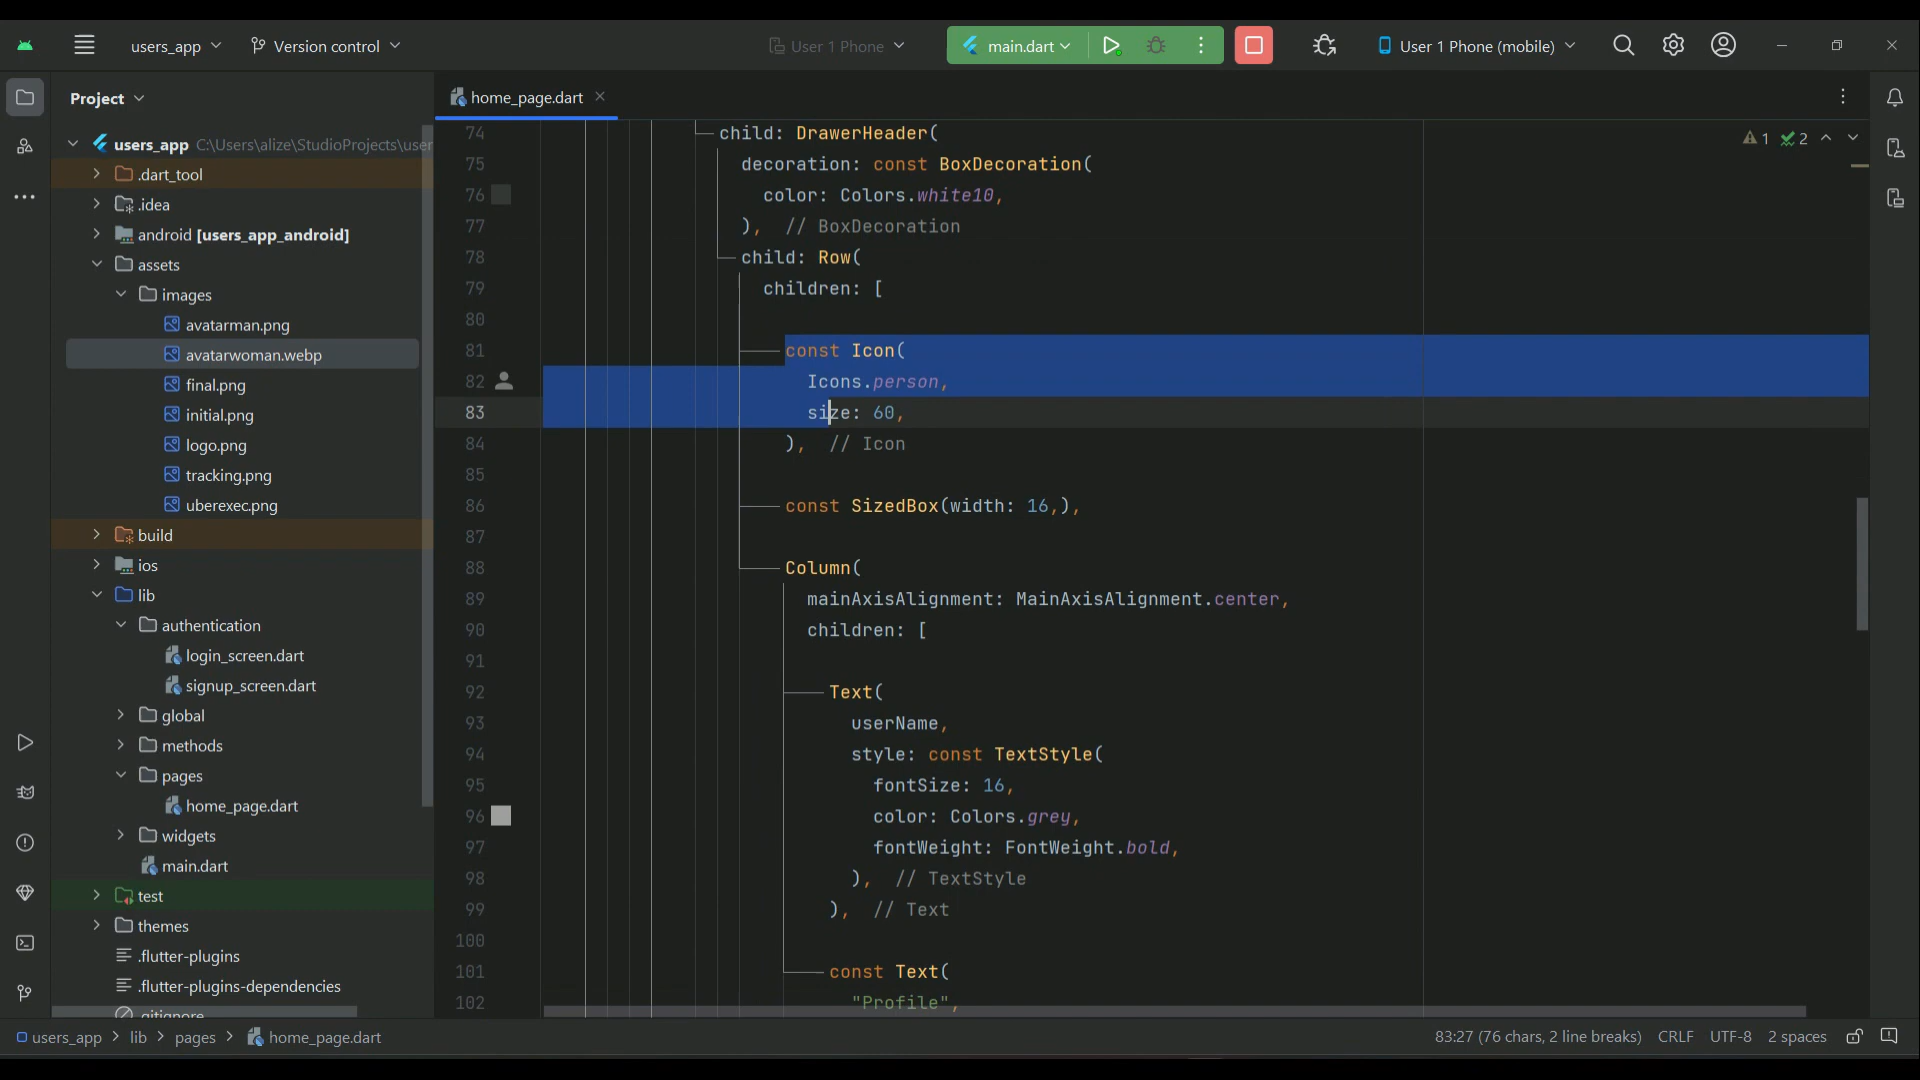 users_app
Version control
User 1 Phone
main.dart
User 1 Phone (mobile)
Project
users_app C:\Users\alize\StudioProjects\user
.dart_tool
.idea
android [users_app_android]
assets
images
avatarman.png
avatarwoman.webp
final.png
initial.png
logo.png
tracking.png
uberexec.png
build
ios
lib
authentication
login_screen.dart
signup_screen.dart
global
methods
pages
home_page.dart
widgets
main.dart
test
themes
.flutter-plugins
.flutter-plugins-dependencies
.gitignore
home_page.dart
1 2
74 child: DrawerHeader(
75 decoration: const BoxDecoration(
76 color: Colors.white10,
77 ), // BoxDecoration
78 child: Row(
79 children: [
80
81 const Icon(
82 Icons.person,
83 size: 60,
84 ), // Icon
85
86 const SizedBox(width: 16,),
87
88 Column(
89 mainAxisAlignment: MainAxisAlignment.center,
90 children: [
91
92 Text(
93 userName,
94 style: const TextStyle(
95 fontSize: 16,
96 color: Colors.grey,
97 fontWeight: FontWeight.bold,
98 ), // TextStyle
99 ), // Text
100
101 const Text(
102 "Profile",
users_app > lib > pages > home_page.dart
83:27 (76 chars, 2 line breaks) CRLF UTF-8 2 spaces